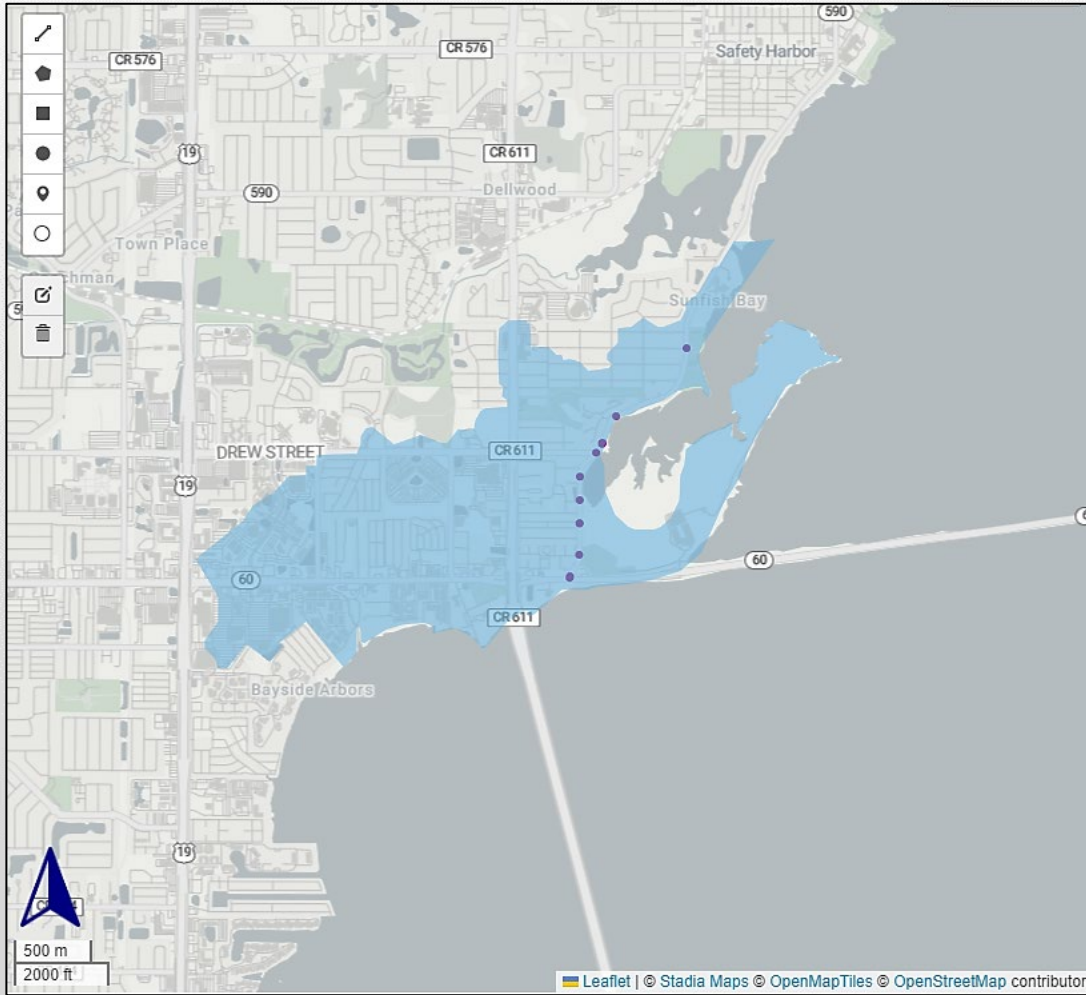 590
CR 576
CR 576
Safety Harbor
19
CR 611
590
Dellwood
Town Place
Sunfish Bay
DREW STREET
CR 611
19
60
60
CR 611
Bayside Arbors
19
500 m
2000 ft
Leaflet | © Stadia Maps © OpenMapTiles © OpenStreetMap contributor